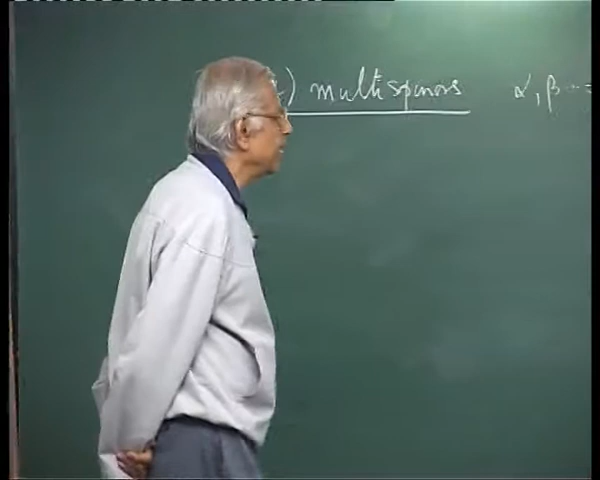 ) multispinors α, β ... =